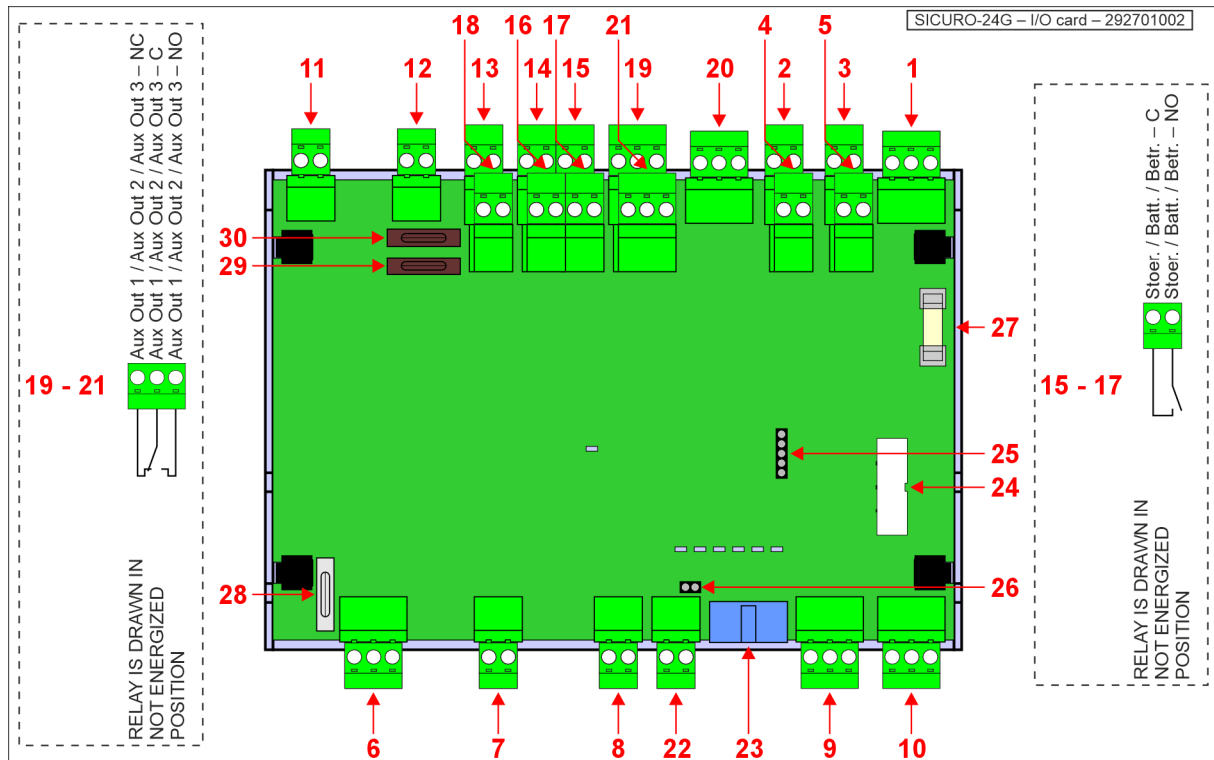 SICURO-24G – I/O card – 292701002
18 16 17 21 4 5
11 12 13 14 15 19 20 2 3 1
30
29
27
25
24
28
26
6 7 8 22 23 9 10
19 - 21
Aux Out 1 / Aux Out 2 / Aux Out 3 – NC
Aux Out 1 / Aux Out 2 / Aux Out 3 – C
Aux Out 1 / Aux Out 2 / Aux Out 3 – NO
RELAY IS DRAWN IN
NOT ENERGIZED
POSITION
15 - 17
Stoer. / Batt. / Betr. – C
Stoer. / Batt. / Betr. – NO
RELAY IS DRAWN IN
NOT ENERGIZED
POSITION